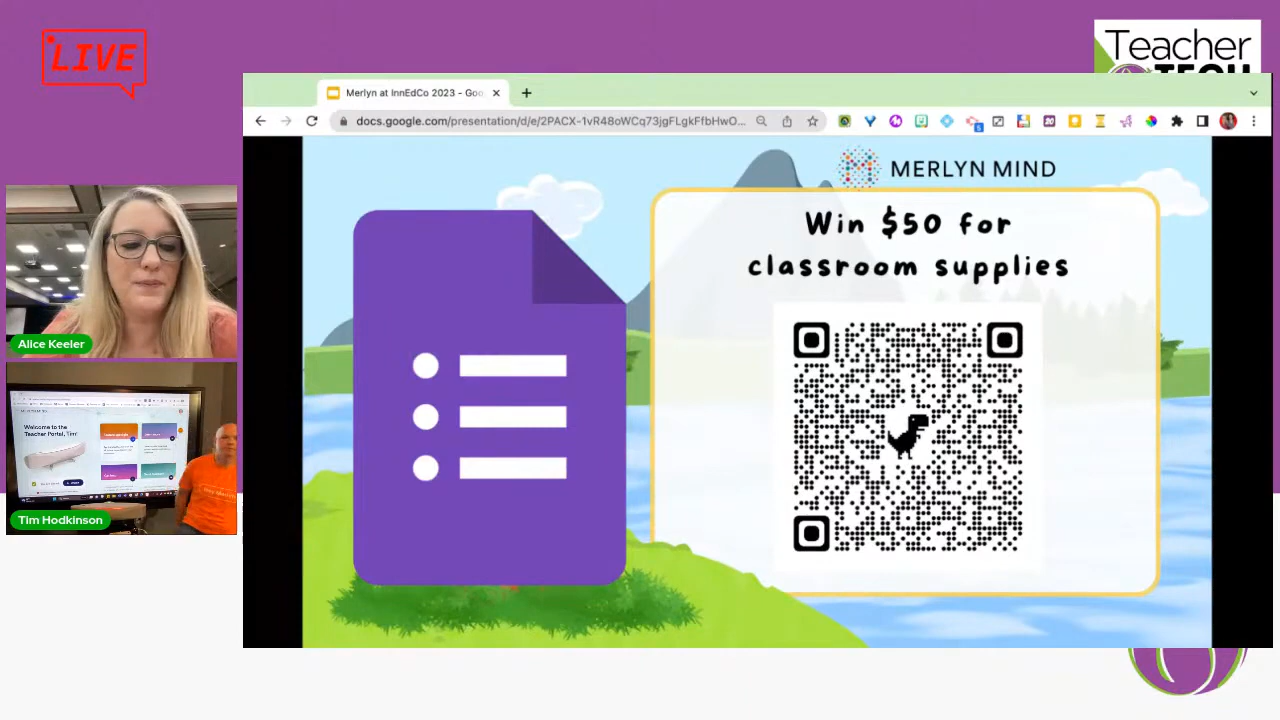 LIVE
Teacher
TECH
Merlyn at InnEdCo 2023 - Goo
docs.google.com/presentation/d/e/2PACX-1vR48oWCq73jgFLgkFfbHwO...
MERLYN MIND
Win $50 for
classroom supplies
Alice Keeler
Welcome to the
Teacher Portal, Tim!
Tim Hodkinson